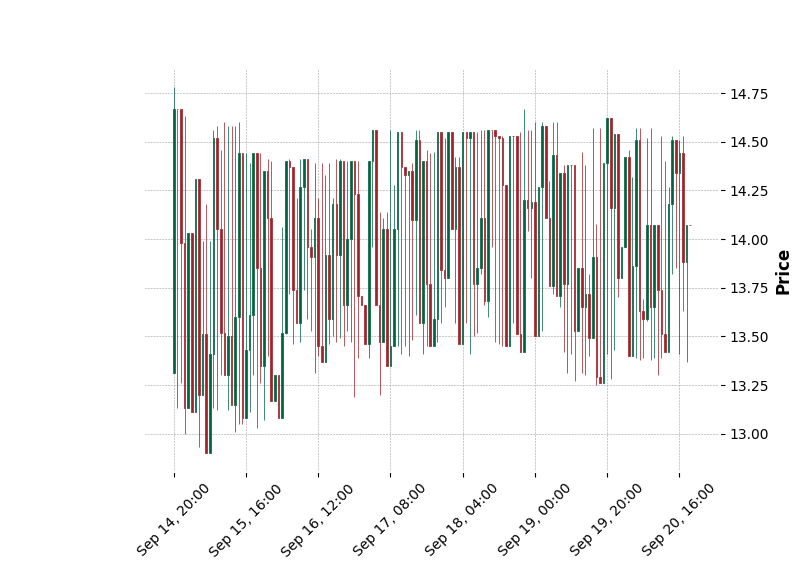 14.75
14.50
14.25
14.00
13.75
13.50
13.25
13.00
Price
Sep 14, 20:00
Sep 15, 16:00
Sep 16, 12:00
Sep 17, 08:00
Sep 18, 04:00
Sep 19, 00:00
Sep 19, 20:00
Sep 20, 16:00